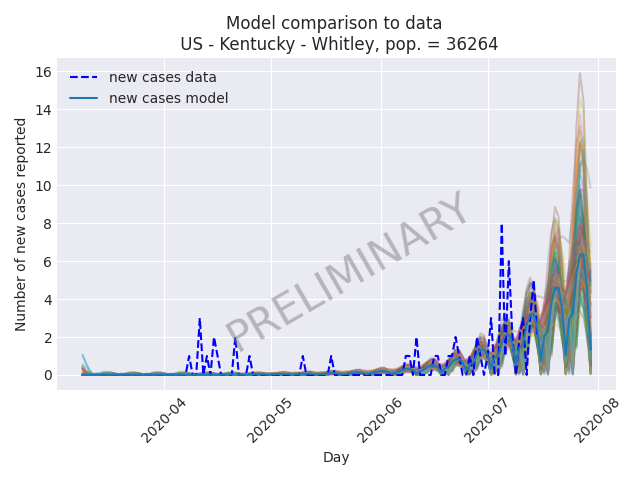 Model comparison to data
US - Kentucky - Whitley, pop. = 36264
new cases data
new cases model
PRELIMINARY
Number of new cases reported
16
14
12
10
8
6
4
2
0
2020-04
2020-05
2020-06
2020-07
2020-08
Day